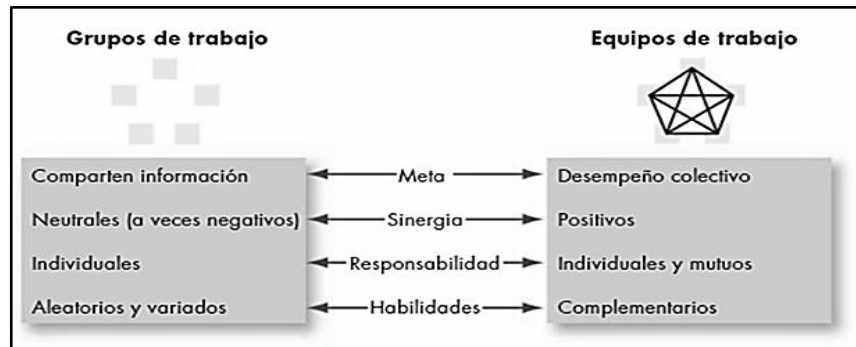 Grupos de trabajo Equipos de trabajo
Comparten información Meta Desempeño colectivo
Neutrales (a veces negativos) Sinergia Positivos
Individuales Responsabilidad Individuales y mutuos
Aleatorios y variados Habilidades Complementarios